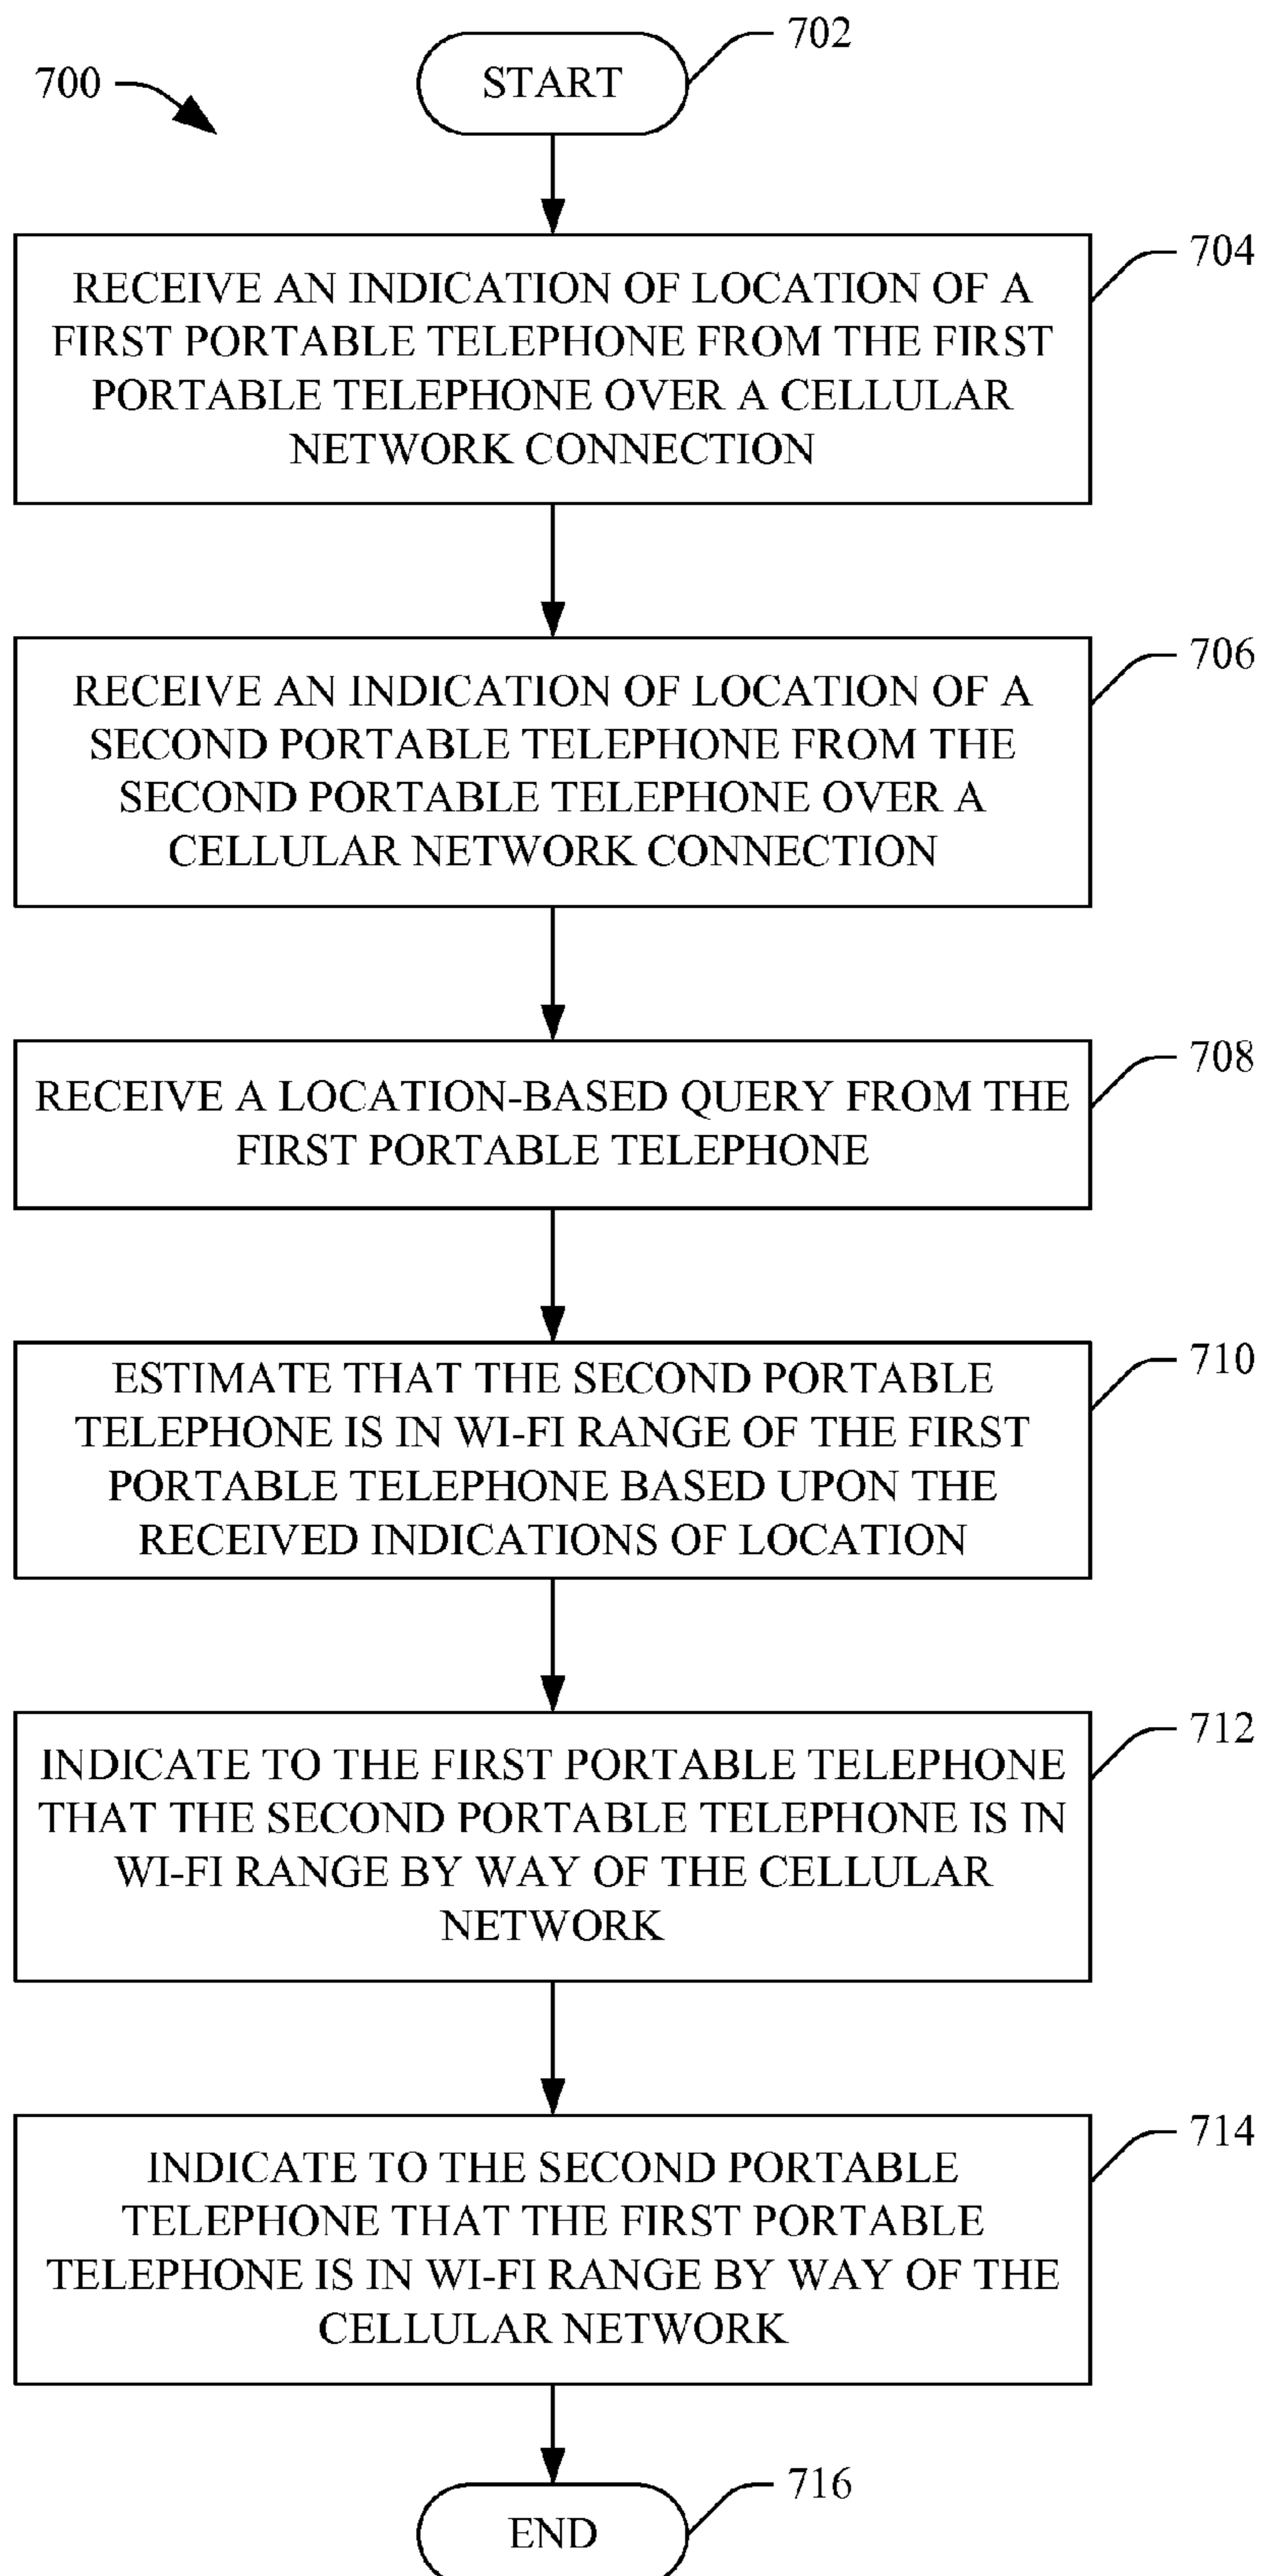 702
START
700
704
RECEIVE AN INDICATION OF LOCATION OF A
FIRST PORTABLE TELEPHONE FROM THE FIRST
PORTABLE TELEPHONE OVER A CELLULAR
NETWORK CONNECTION
706
RECEIVE AN INDICATION OF LOCATION OF A
SECOND PORTABLE TELEPHONE FROM THE
SECOND PORTABLE TELEPHONE OVER A
CELLULAR NETWORK CONNECTION
708
RECEIVE A LOCATION-BASED QUERY FROM THE
FIRST PORTABLE TELEPHONE
710
ESTIMATE THAT THE SECOND PORTABLE
TELEPHONE IS IN WI-FI RANGE OF THE FIRST
PORTABLE TELEPHONE BASED UPON THE
RECEIVED INDICATIONS OF LOCATION
712
INDICATE TO THE FIRST PORTABLE TELEPHONE
THAT THE SECOND PORTABLE TELEPHONE IS IN
WI-FI RANGE BY WAY OF THE CELLULAR
NETWORK
714
INDICATE TO THE SECOND PORTABLE
TELEPHONE THAT THE FIRST PORTABLE
TELEPHONE IS IN WI-FI RANGE BY WAY OF THE
CELLULAR NETWORK
716
END